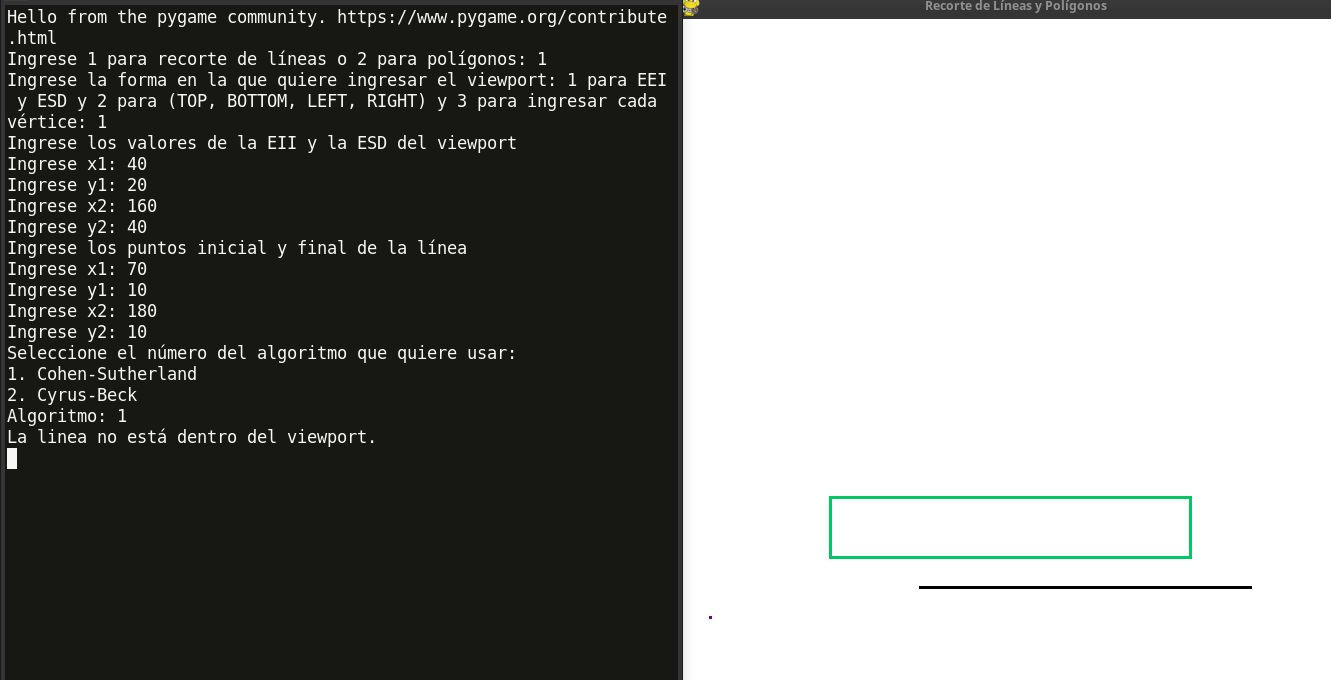 Hello from the pygame community. https://www.pygame.org/contribute
.html
Ingrese 1 para recorte de líneas o 2 para polígonos: 1
Ingrese la forma en la que quiere ingresar el viewport: 1 para EEI
 y ESD y 2 para (TOP, BOTTOM, LEFT, RIGHT) y 3 para ingresar cada
vértice: 1
Ingrese los valores de la EII y la ESD del viewport
Ingrese x1: 40
Ingrese y1: 20
Ingrese x2: 160
Ingrese y2: 40
Ingrese los puntos inicial y final de la línea
Ingrese x1: 70
Ingrese y1: 10
Ingrese x2: 180
Ingrese y2: 10
Seleccione el número del algoritmo que quiere usar:
1. Cohen-Sutherland
2. Cyrus-Beck
Algoritmo: 1
La linea no está dentro del viewport.
Recorte de Líneas y Polígonos